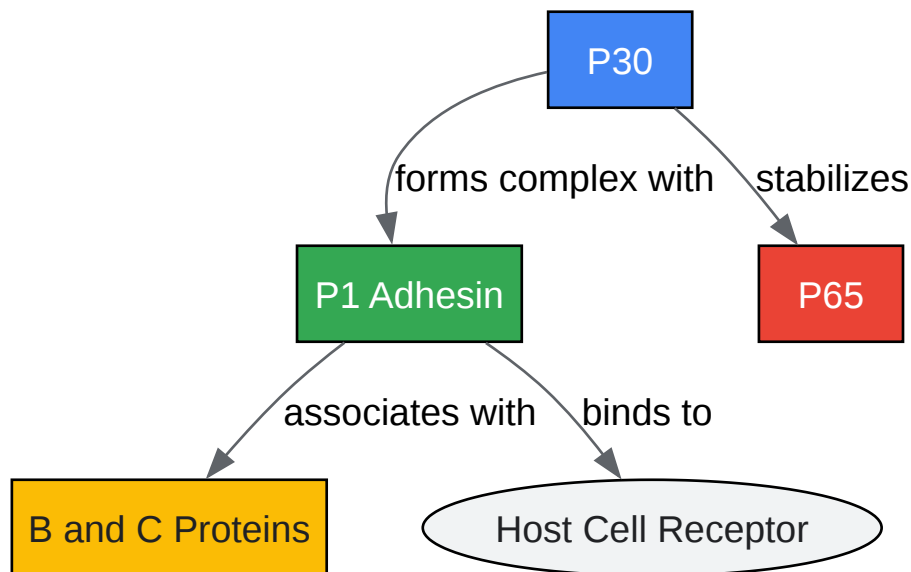 P30
forms complex with
stabilizes
P1 Adhesin
P65
associates with
binds to
B and C Proteins
Host Cell Receptor